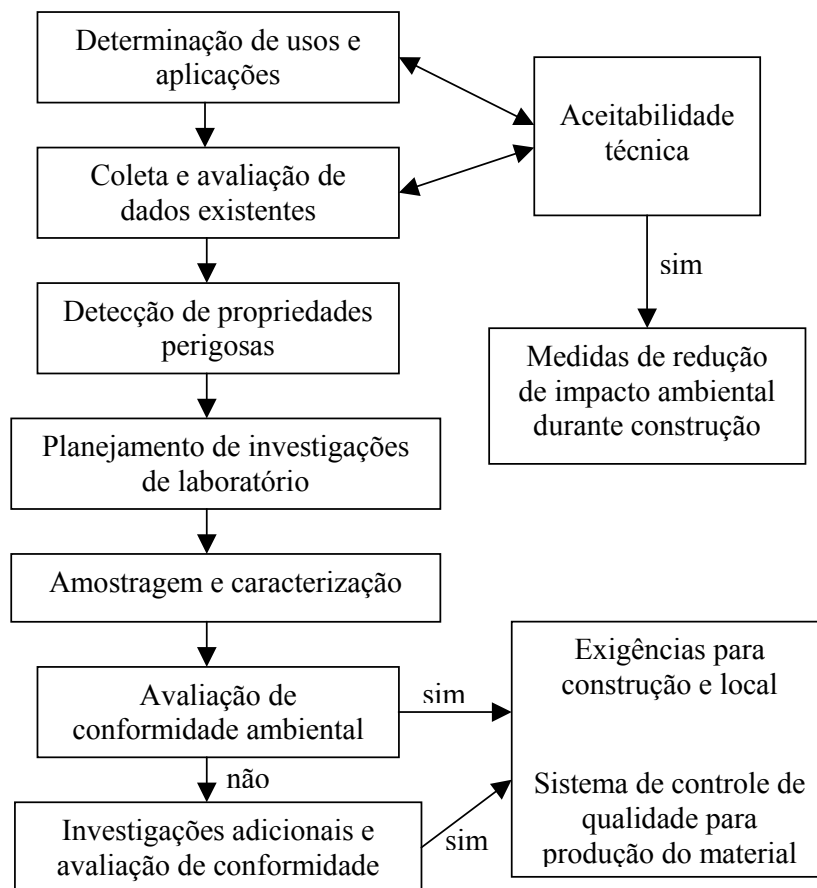 Determinação de usos e
aplicações
Aceitabilidade
técnica
Coleta e avaliação de
dados existentes
sim
Detecção de propriedades
perigosas
Medidas de redução
de impacto ambiental
durante construção
Planejamento de investigações
de laboratório
Amostragem e caracterização
Avaliação de
conformidade ambiental
sim
Exigências para
construção e local
não
Sistema de controle de
qualidade para
produção do material
Investigações adicionais e
avaliação de conformidade
sim